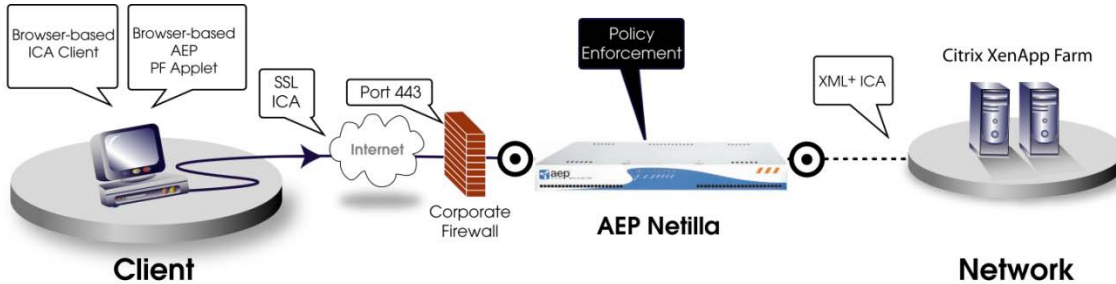 Browser-based
ICA Client
Browser-based
AEP
PF Applet
SSL
ICA
Port 443
Internet
Corporate
Firewall
Policy
Enforcement
aep
AEP Netilla
XML+ ICA
Citrix XenApp Farm
Client
Network